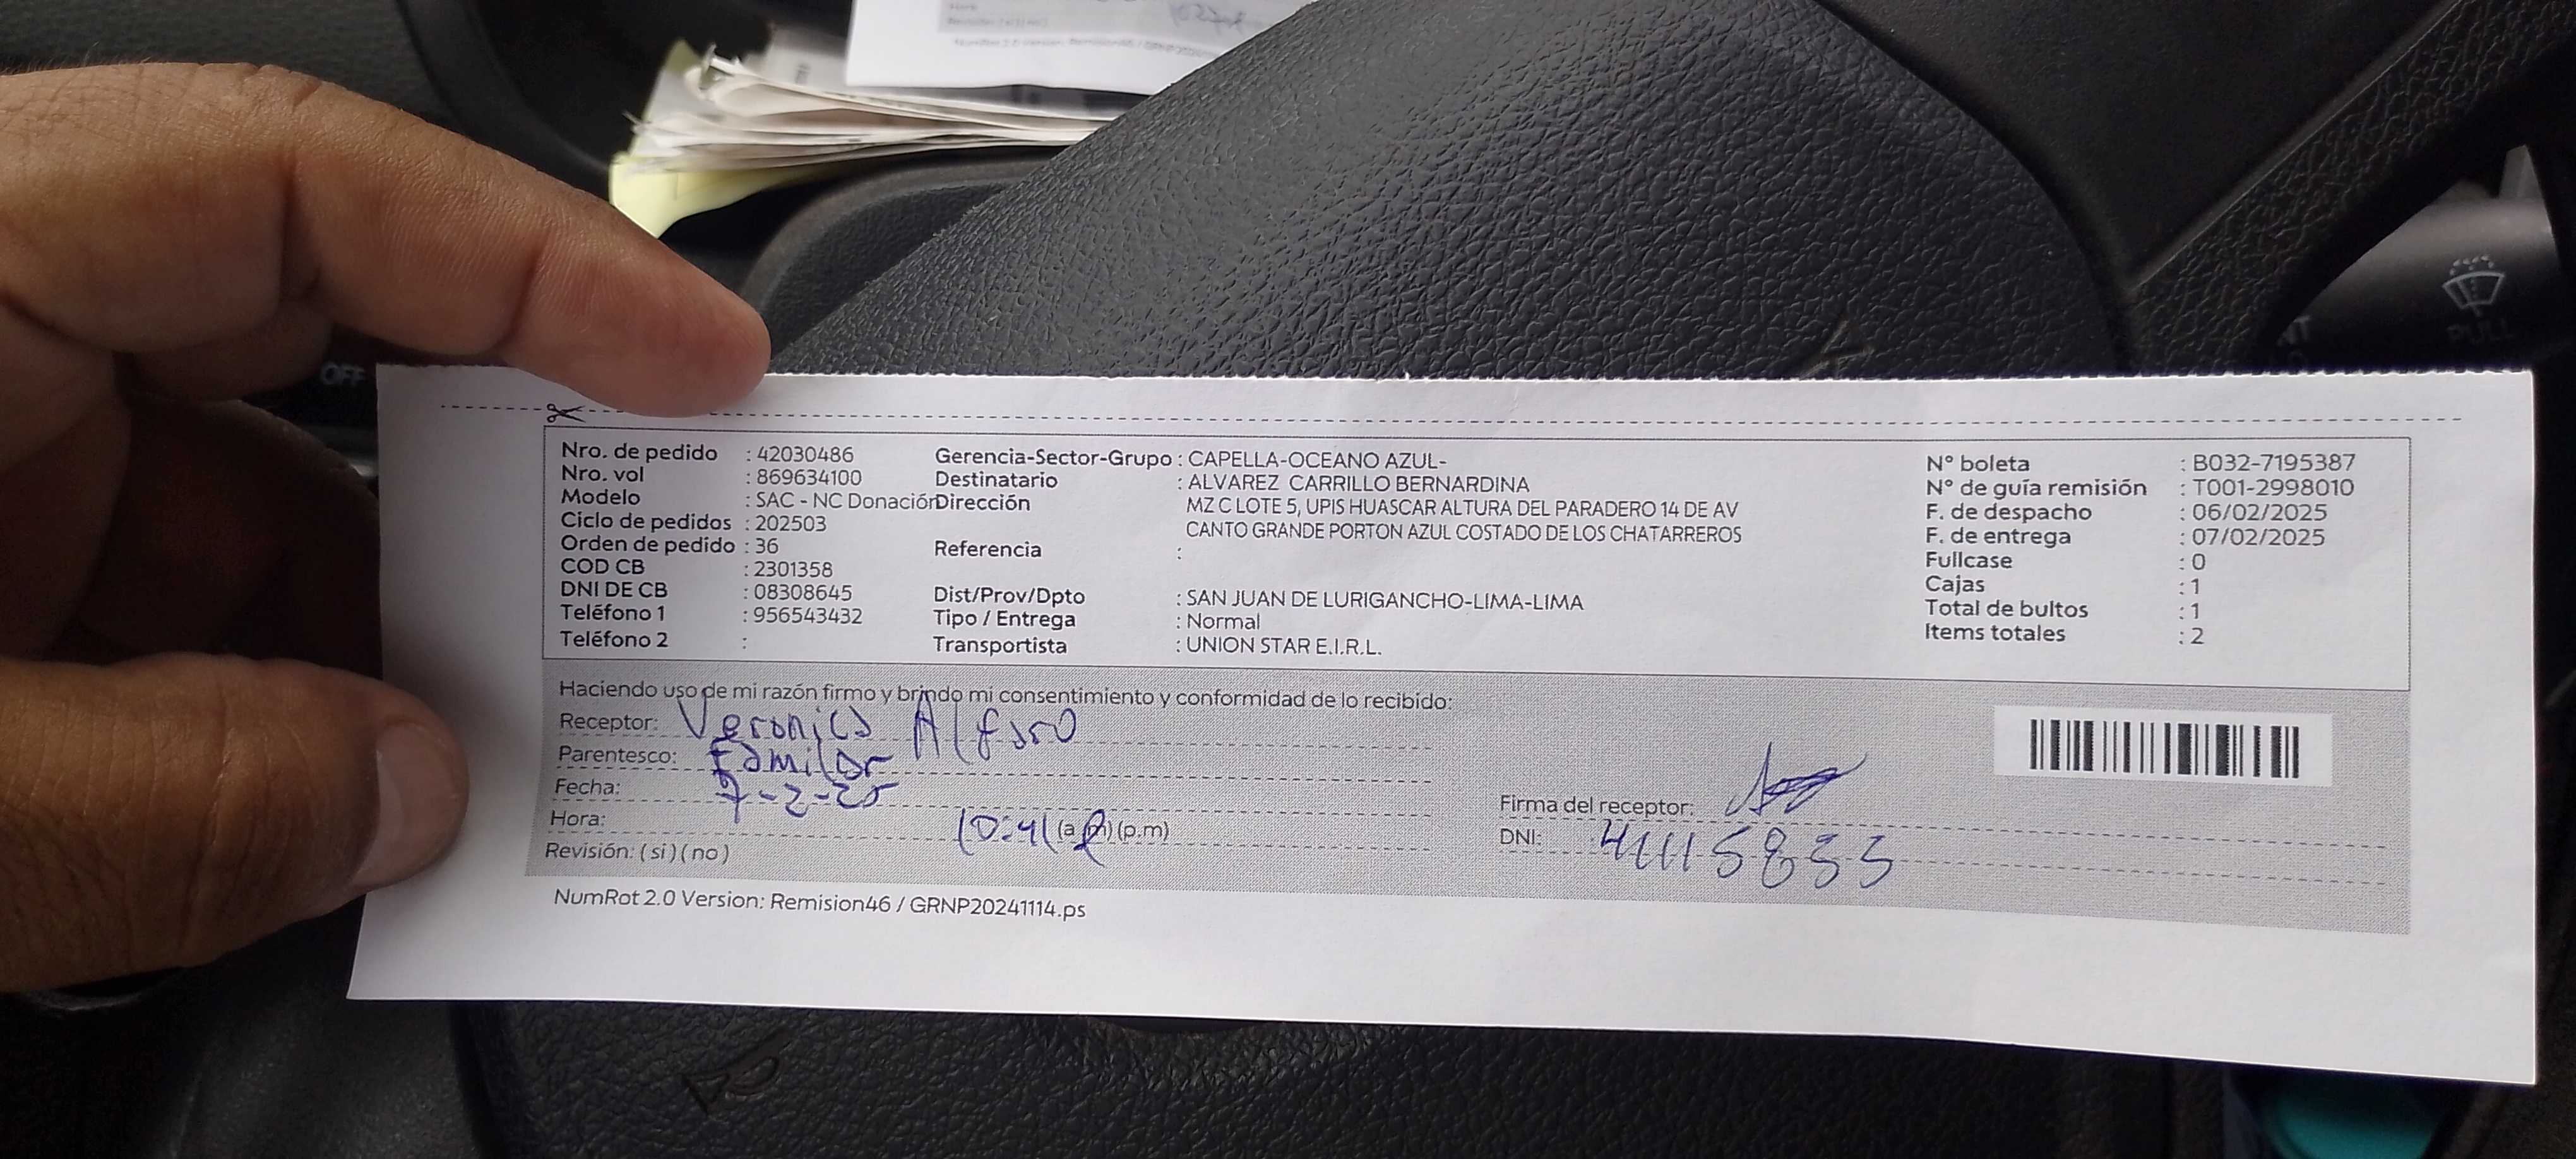 Nro. de pedido : 42030486
Nro. vol : 869634100
Modelo : SAC - NC Donación
Ciclo de pedidos : 202503
Orden de pedido : 36
COD CB : 2301358
DNI DE CB : 08308645
Teléfono 1 : 956543432
Teléfono 2 :
Gerencia-Sector-Grupo : CAPELLA-OCEANO AZUL-
Destinatario : ALVAREZ CARRILLO BERNARDINA
Dirección MZ C LOTE 5, UPIS HUASCAR ALTURA DEL PARADERO 14 DE AV
CANTO GRANDE PORTON AZUL COSTADO DE LOS CHATARREROS
Referencia :
Dist/Prov/Dpto : SAN JUAN DE LURIGANCHO-LIMA-LIMA
Tipo / Entrega : Normal
Transportista : UNION STAR E.I.R.L.
N° boleta : B032-7195387
N° de guía remisión : T001-2998010
F. de despacho : 06/02/2025
F. de entrega : 07/02/2025
Fullcase : 0
Cajas : 1
Total de bultos : 1
Items totales : 2
Haciendo uso de mi razón firmo y brindo mi consentimiento y conformidad de lo recibido:
Receptor: Veronica Alfaro
Parentesco: Familar
Fecha: 7-2-25
Hora: 10:41 (a.m) (p.m)
Revisión: ( si ) ( no )
Firma del receptor:
DNI: 41115855
NumRot 2.0 Version: Remision46 / GRNP20241114.ps
OFF
PULL